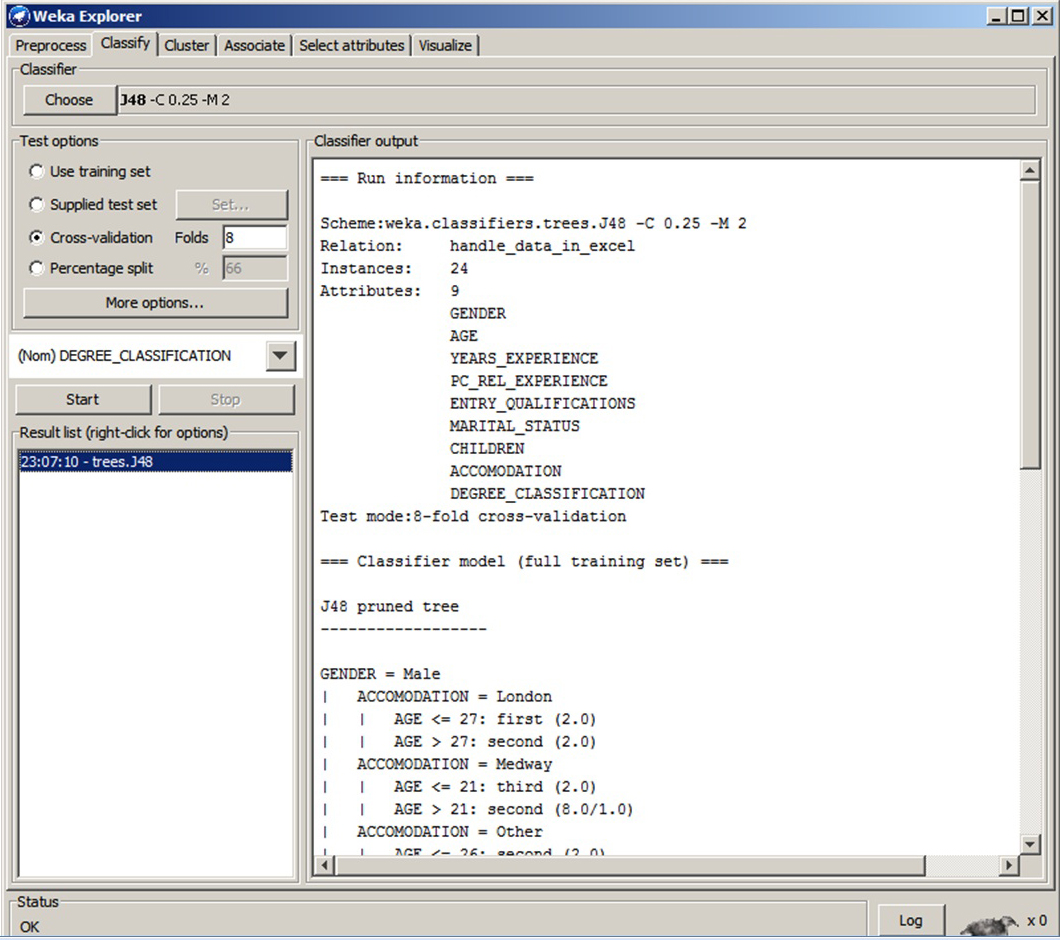 Weka Explorer
Preprocess Classify Cluster Associate Select attributes Visualize
Classifier
Choose J48 -C 0.25 -M 2
Test options
Use training set
Supplied test set Set...
Cross-validation Folds 8
Percentage split % 66
More options...
(Nom) DEGREE_CLASSIFICATION
Start Stop
Result list (right-click for options)
23:07:10 - trees.J48
Classifier output
=== Run information ===
Scheme:weka.classifiers.trees.J48 -C 0.25 -M 2
Relation: handle_data_in_excel
Instances: 24
Attributes: 9
GENDER
AGE
YEARS_EXPERIENCE
PC_REL_EXPERIENCE
ENTRY_QUALIFICATIONS
MARITAL_STATUS
CHILDREN
ACCOMODATION
DEGREE_CLASSIFICATION
Test mode:8-fold cross-validation
=== Classifier model (full training set) ===
J48 pruned tree
------------------
GENDER = Male
| ACCOMODATION = London
| | AGE <= 27: first (2.0)
| | AGE > 27: second (2.0)
| ACCOMODATION = Medway
| | AGE <= 21: third (2.0)
| | AGE > 21: second (8.0/1.0)
| ACCOMODATION = Other
| | AGE <= 26: second (2.0)
Status
OK
Log
x 0